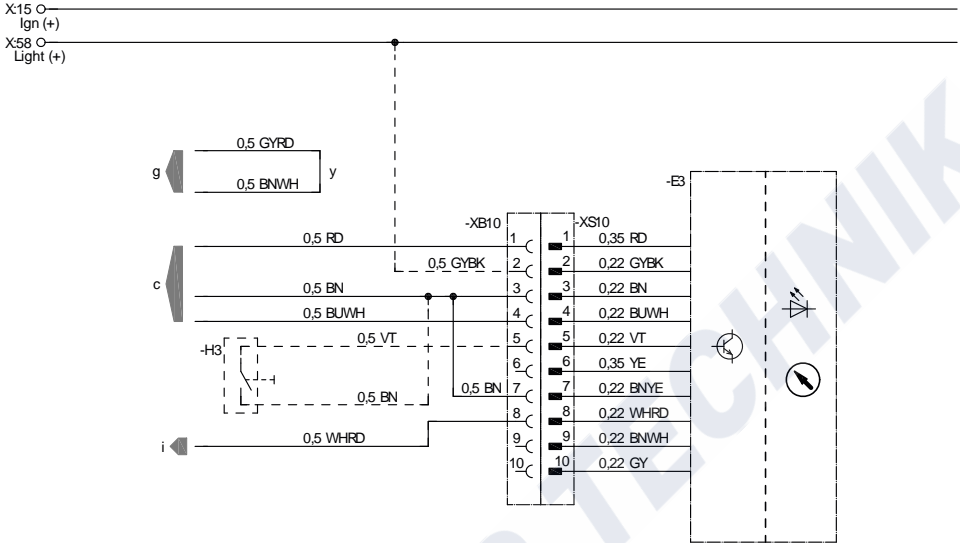 X:15
Ign (+)
X:58
Light (+)
0,5 GYRD
g
y
0,5 BNWH
-E3
-XB10
-XS10
0,5 RD
1
1
0,35 RD
0,5 GYBK
2
2
0,22 GYBK
c
0,5 BN
3
3
0,22 BN
0,5 BUWH
4
4
0,22 BUWH
-H3
0,5 VT
5
5
0,22 VT
6
6
0,35 YE
0,5 BN
0,5 BN
7
7
0,22 BNYE
8
8
0,22 WHRD
i
0,5 WHRD
9
9
0,22 BNWH
10
10
0,22 GY
TECHNIK